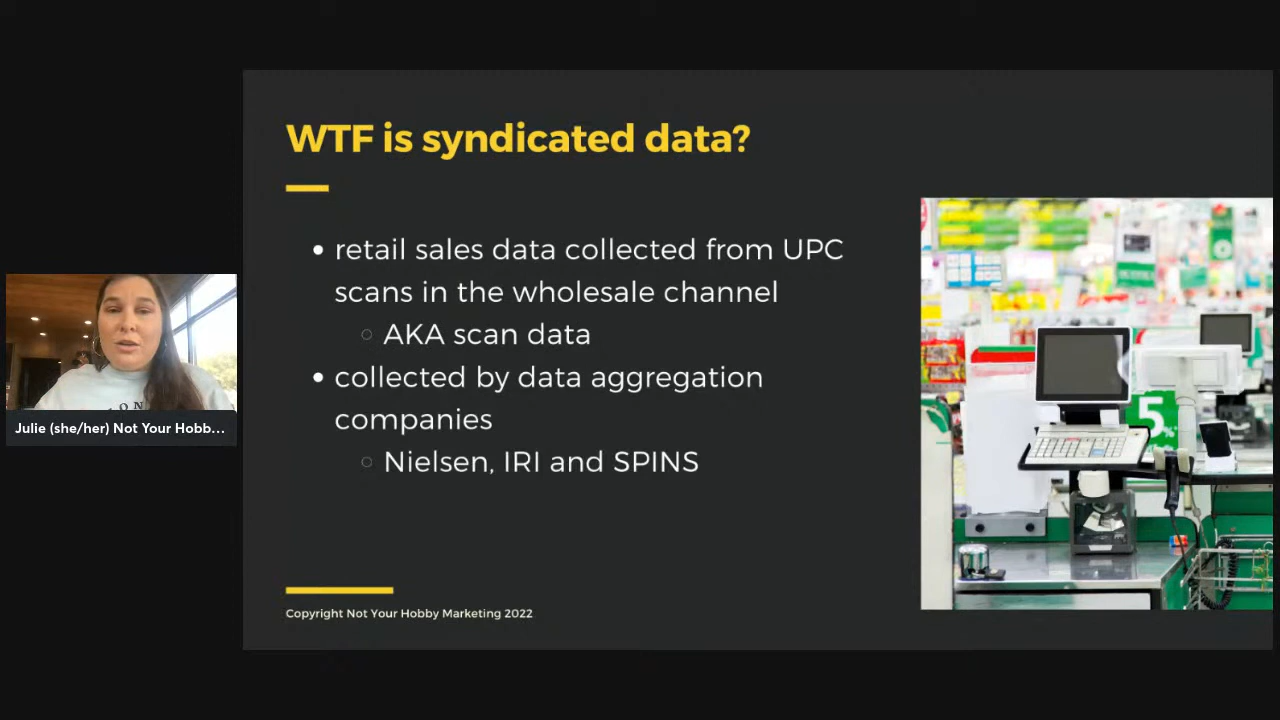 WTF is syndicated data?
• retail sales data collected from UPC
scans in the wholesale channel
○ AKA scan data
• collected by data aggregation
companies
○ Nielsen, IRI and SPINS
Julie (she/her) Not Your Hobb...
5%
Copyright Not Your Hobby Marketing 2022